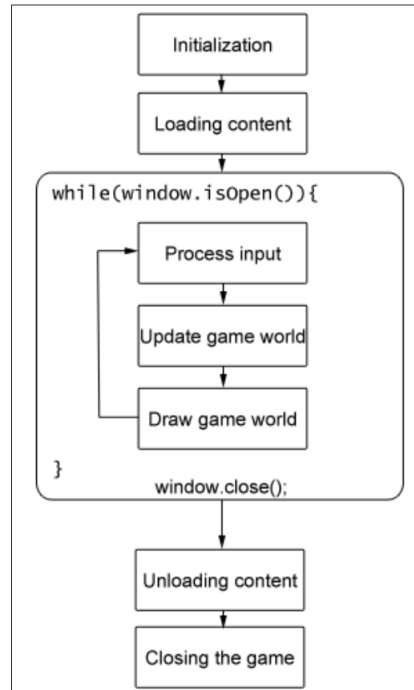 Initialization
Loading content
while(window.isOpen()){
Process input
Update game world
Draw game world
}
window.close();
Unloading content
Closing the game